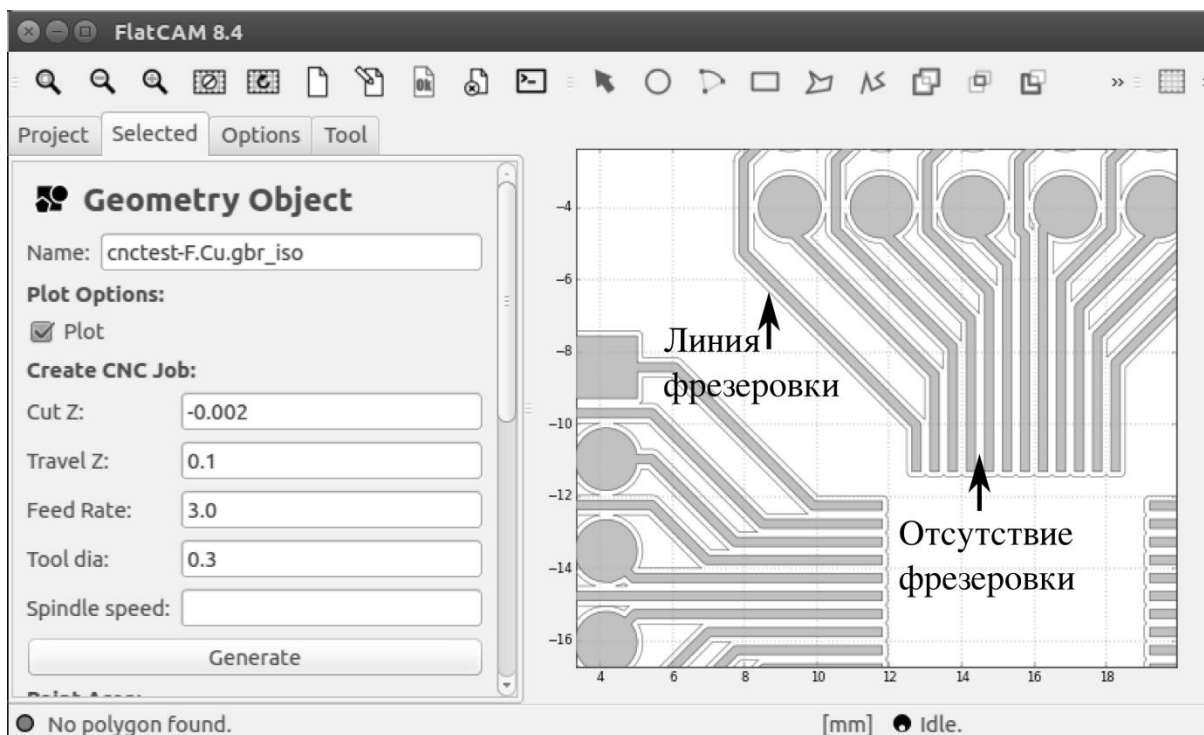 FlatCAM 8.4
Project Selected Options Tool
Geometry Object
Name: cnctest-F.Cu.gbr_iso
Plot Options:
Plot
Create CNC Job:
Cut Z: -0.002
Travel Z: 0.1
Feed Rate: 3.0
Tool dia: 0.3
Spindle speed:
Generate
−4
−6
−8
−10
−12
−14
−16
4 6 8 10 12 14 16 18
Линия
фрезеровки
Отсутствие
фрезеровки
No polygon found.
[mm] Idle.